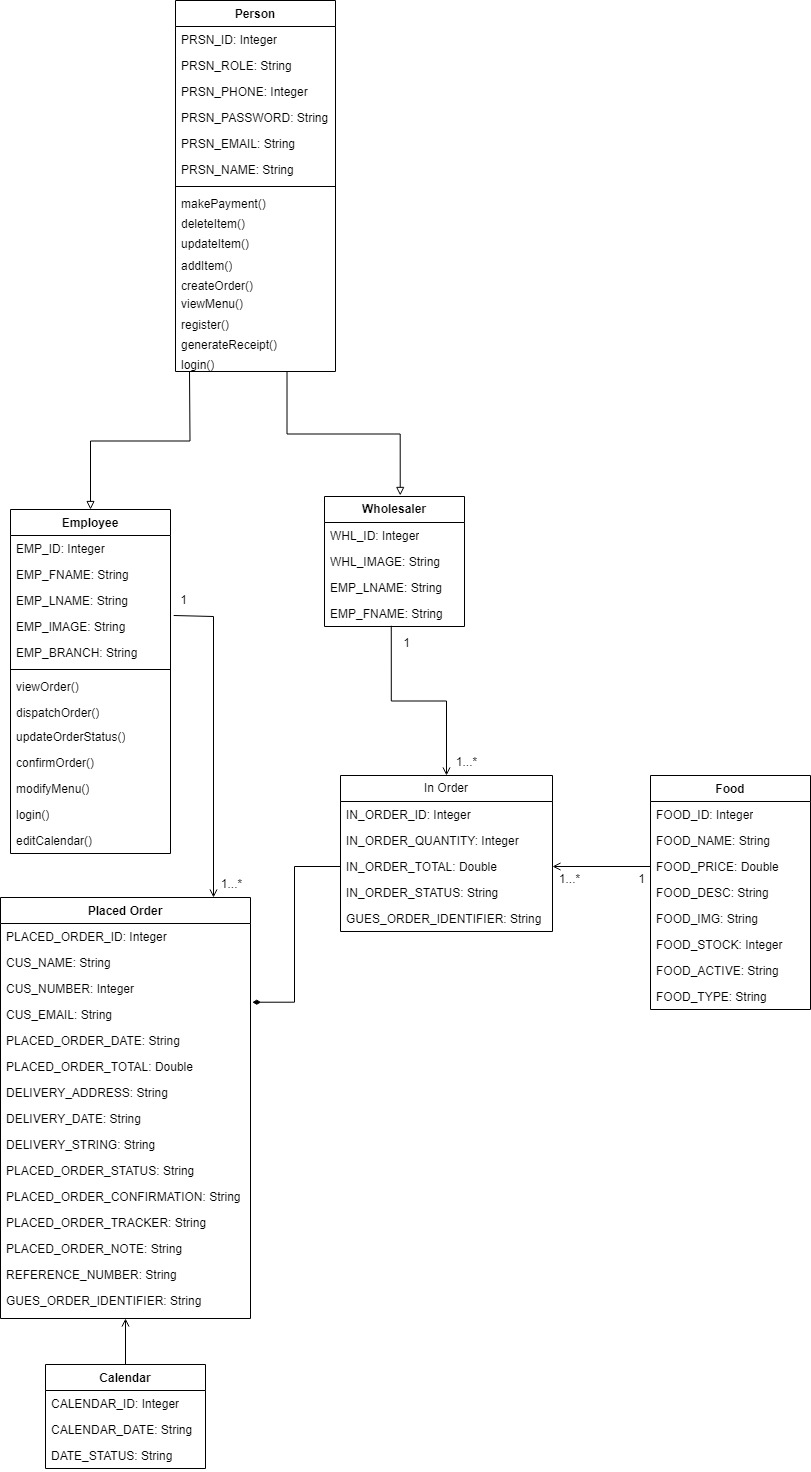 Person
PRSN_ID: Integer
PRSN_ROLE: String
PRSN_PHONE: Integer
PRSN_PASSWORD: String
PRSN_EMAIL: String
PRSN_NAME: String
makePayment()
deleteItem()
updateItem()
addItem()
createOrder()
viewMenu()
register()
generateReceipt()
login()
Employee
EMP_ID: Integer
EMP_FNAME: String
EMP_LNAME: String
EMP_IMAGE: String
EMP_BRANCH: String
viewOrder()
dispatchOrder()
updateOrderStatus()
confirmOrder()
modifyMenu()
login()
editCalendar()
1
1...*
Wholesaler
WHL_ID: Integer
WHL_IMAGE: String
EMP_LNAME: String
EMP_FNAME: String
1
1...*
In Order
IN_ORDER_ID: Integer
IN_ORDER_QUANTITY: Integer
IN_ORDER_TOTAL: Double
IN_ORDER_STATUS: String
GUES_ORDER_IDENTIFIER: String
1...*
1
Food
FOOD_ID: Integer
FOOD_NAME: String
FOOD_PRICE: Double
FOOD_DESC: String
FOOD_IMG: String
FOOD_STOCK: Integer
FOOD_ACTIVE: String
FOOD_TYPE: String
Placed Order
PLACED_ORDER_ID: Integer
CUS_NAME: String
CUS_NUMBER: Integer
CUS_EMAIL: String
PLACED_ORDER_DATE: String
PLACED_ORDER_TOTAL: Double
DELIVERY_ADDRESS: String
DELIVERY_DATE: String
DELIVERY_STRING: String
PLACED_ORDER_STATUS: String
PLACED_ORDER_CONFIRMATION: String
PLACED_ORDER_TRACKER: String
PLACED_ORDER_NOTE: String
REFERENCE_NUMBER: String
GUES_ORDER_IDENTIFIER: String
Calendar
CALENDAR_ID: Integer
CALENDAR_DATE: String
DATE_STATUS: String